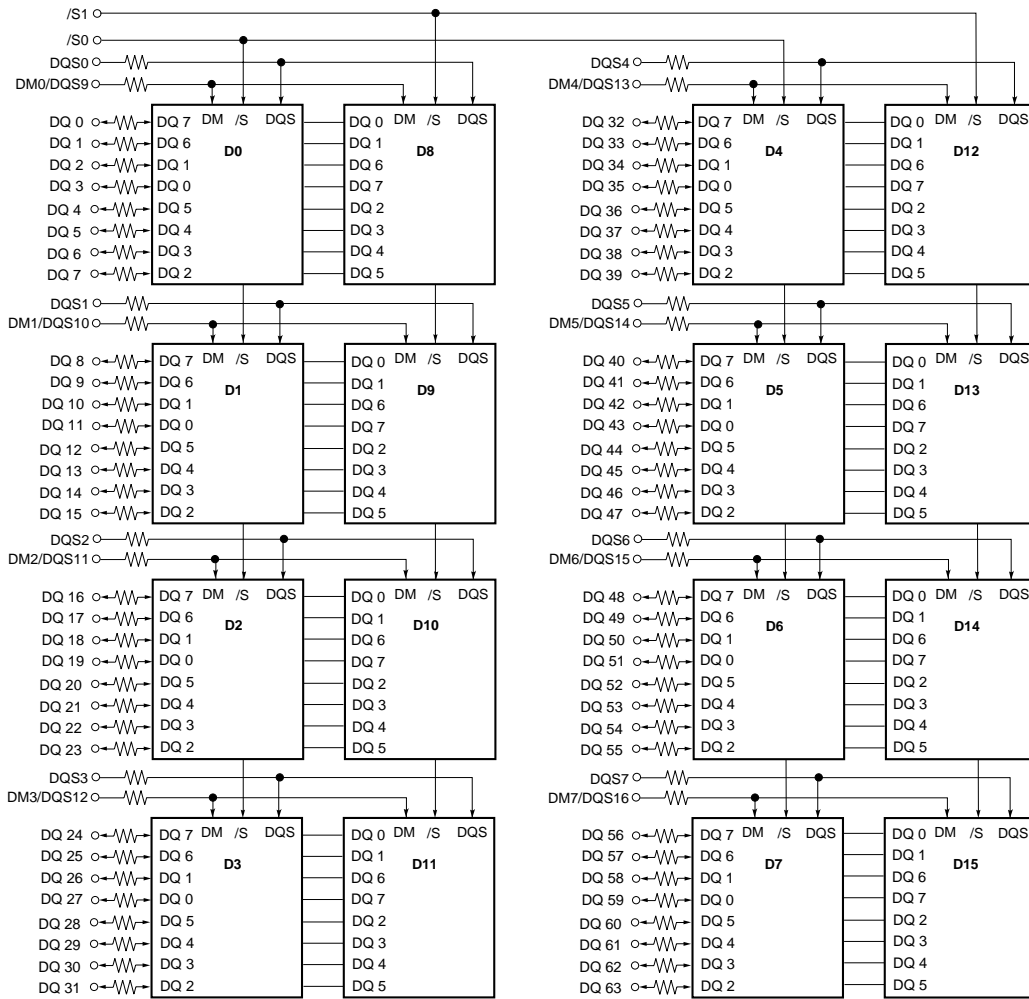 /S1
/S0
DQS0 DQS4
DM0/DQS9 DM4/DQS13
DM /S DQS DM /S DQS DM /S DQS DM /S DQS
DQ 0 DQ 7 DQ 0 DQ 32 DQ 7 DQ 0
DQ 1 DQ 6 DQ 1 DQ 33 DQ 6 DQ 1
D0 D8 D4 D12
DQ 2 DQ 1 DQ 6 DQ 34 DQ 1 DQ 6
DQ 3 DQ 0 DQ 7 DQ 35 DQ 0 DQ 7
DQ 4 DQ 5 DQ 2 DQ 36 DQ 5 DQ 2
DQ 5 DQ 4 DQ 3 DQ 37 DQ 4 DQ 3
DQ 6 DQ 3 DQ 4 DQ 38 DQ 3 DQ 4
DQ 7 DQ 2 DQ 5 DQ 39 DQ 2 DQ 5
DQS1 DQS5
DM1/DQS10 DM5/DQS14
DM /S DQS DM /S DQS DM /S DQS DM /S DQS
DQ 8 DQ 7 DQ 0 DQ 40 DQ 7 DQ 0
DQ 9 DQ 6 DQ 1 DQ 41 DQ 6 DQ 1
D1 D9 D5 D13
DQ 10 DQ 1 DQ 6 DQ 42 DQ 1 DQ 6
DQ 11 DQ 0 DQ 7 DQ 43 DQ 0 DQ 7
DQ 12 DQ 5 DQ 2 DQ 44 DQ 5 DQ 2
DQ 13 DQ 4 DQ 3 DQ 45 DQ 4 DQ 3
DQ 14 DQ 3 DQ 4 DQ 46 DQ 3 DQ 4
DQ 15 DQ 2 DQ 5 DQ 47 DQ 2 DQ 5
DQS2 DQS6
DM2/DQS11 DM6/DQS15
DM /S DQS DM /S DQS DM /S DQS DM /S DQS
DQ 16 DQ 7 DQ 0 DQ 48 DQ 7 DQ 0
DQ 17 DQ 6 DQ 1 DQ 49 DQ 6 DQ 1
D2 D10 D6 D14
DQ 18 DQ 1 DQ 6 DQ 50 DQ 1 DQ 6
DQ 19 DQ 0 DQ 7 DQ 51 DQ 0 DQ 7
DQ 20 DQ 5 DQ 2 DQ 52 DQ 5 DQ 2
DQ 21 DQ 4 DQ 3 DQ 53 DQ 4 DQ 3
DQ 22 DQ 3 DQ 4 DQ 54 DQ 3 DQ 4
DQ 23 DQ 2 DQ 5 DQ 55 DQ 2 DQ 5
DQS3 DQS7
DM3/DQS12 DM7/DQS16
DM /S DQS DM /S DQS DM /S DQS DM /S DQS
DQ 24 DQ 7 DQ 0 DQ 56 DQ 7 DQ 0
DQ 25 DQ 6 DQ 1 DQ 57 DQ 6 DQ 1
D3 D11 D7 D15
DQ 26 DQ 1 DQ 6 DQ 58 DQ 1 DQ 6
DQ 27 DQ 0 DQ 7 DQ 59 DQ 0 DQ 7
DQ 28 DQ 5 DQ 2 DQ 60 DQ 5 DQ 2
DQ 29 DQ 4 DQ 3 DQ 61 DQ 4 DQ 3
DQ 30 DQ 3 DQ 4 DQ 62 DQ 3 DQ 4
DQ 31 DQ 2 DQ 5 DQ 63 DQ 2 DQ 5